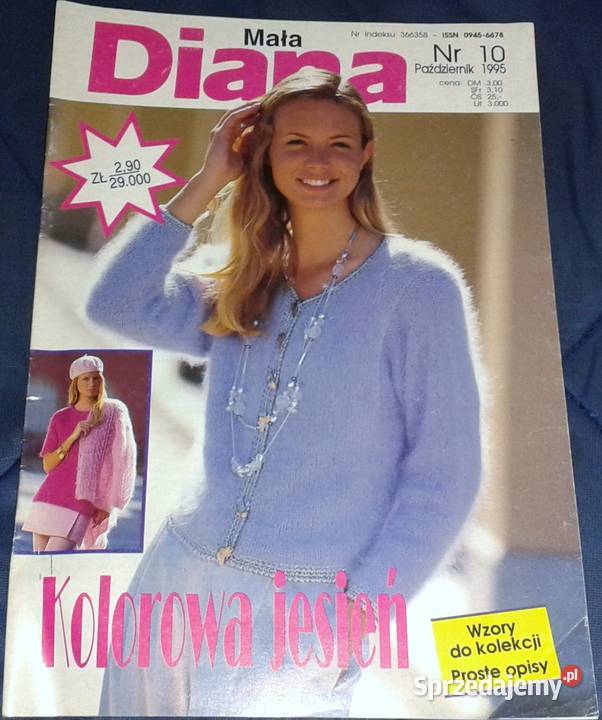 Mała
Diana
Nr Indeksu 366358 - ISSN 0945-6678
Nr 10
Październik 1995
cena: DM 3,00
SFr 3,10
ÖS 25,-
Lit 3.000
ZŁ 2,90
29.000
Kolorowa jesień
Wzory
do kolekcji
Proste opisy
Sprzedajemy.pl